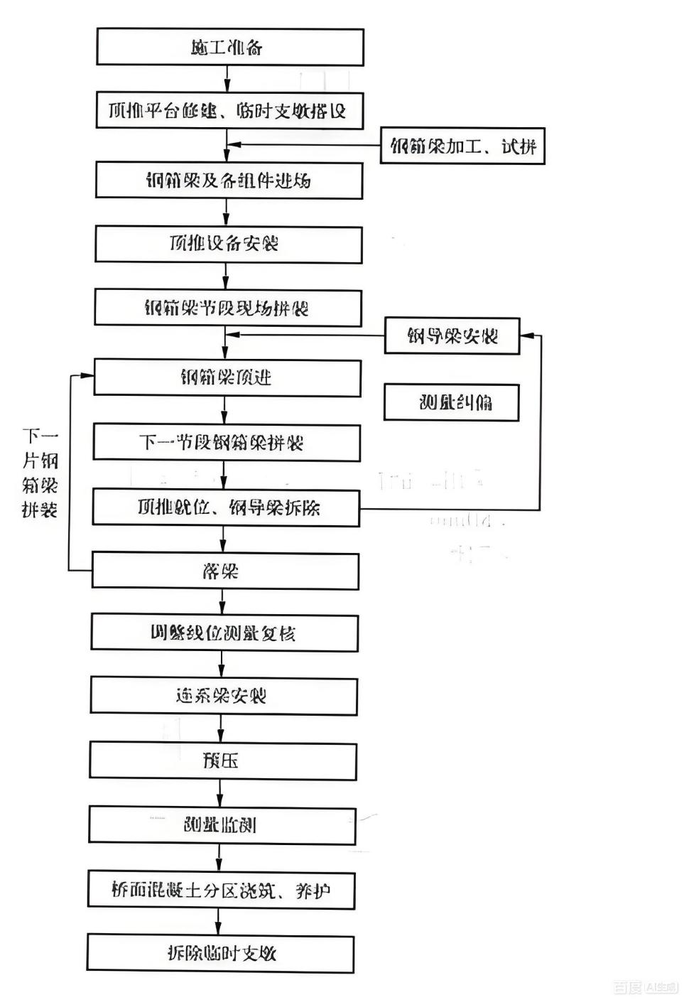 施工准备
顶推平台修建、临时支墩搭设
钢箱梁加工、试拼
钢箱梁及各组件进场
顶推设备安装
钢箱梁节段现场拼装
钢导梁安装
钢箱梁顶进
测量纠偏
下一节段钢箱梁拼装
下一
片钢
箱梁
拼装
顶推就位、钢导梁拆除
落梁
调整线位测量复核
连系梁安装
预压
测量监测
桥面混凝土分区浇筑、养护
拆除临时支墩
百度 AI生成